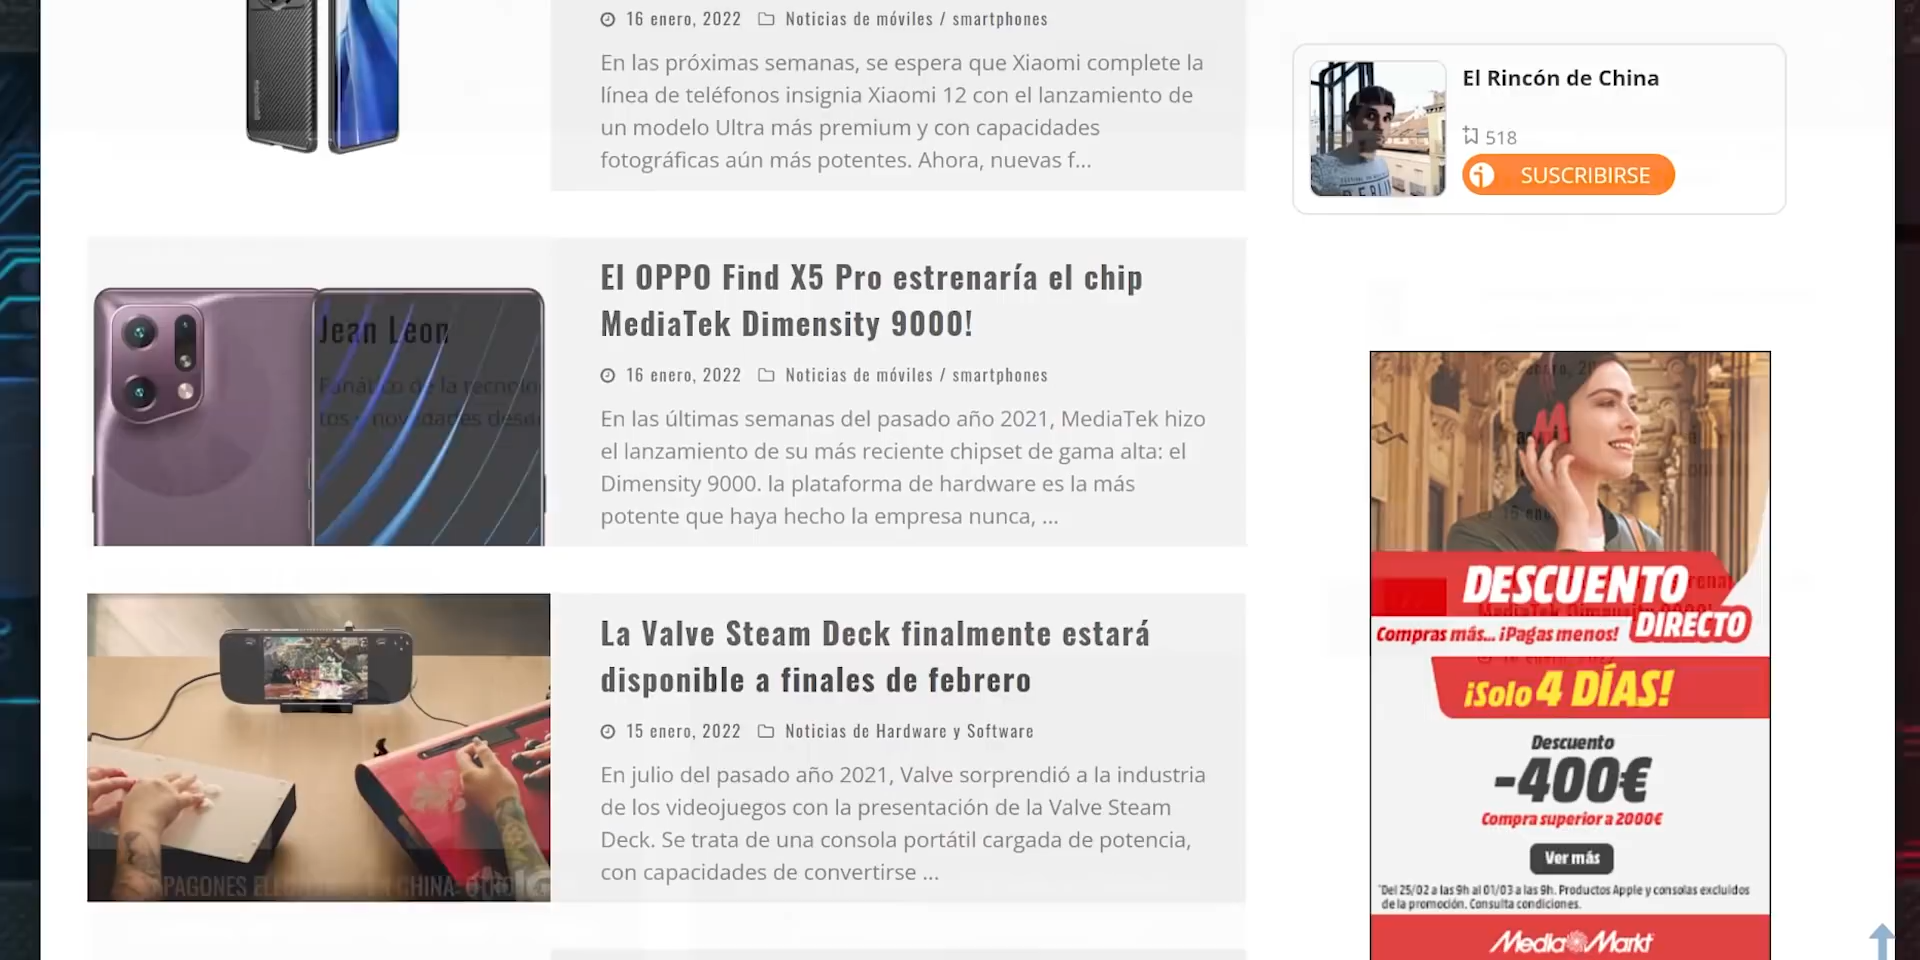 16 enero, 2022 Noticias de móviles / smartphones
En las próximas semanas, se espera que Xiaomi complete la
línea de teléfonos insignia Xiaomi 12 con el lanzamiento de
un modelo Ultra más premium y con capacidades
fotográficas aún más potentes. Ahora, nuevas f...
El OPPO Find X5 Pro estrenaría el chip
MediaTek Dimensity 9000!
16 enero, 2022 Noticias de móviles / smartphones
En las últimas semanas del pasado año 2021, MediaTek hizo
el lanzamiento de su más reciente chipset de gama alta: el
Dimensity 9000. la plataforma de hardware es la más
potente que haya hecho la empresa nunca, ...
Jean Leon
La Valve Steam Deck finalmente estará
disponible a finales de febrero
15 enero, 2022 Noticias de Hardware y Software
En julio del pasado año 2021, Valve sorprendió a la industria
de los videojuegos con la presentación de la Valve Steam
Deck. Se trata de una consola portátil cargada de potencia,
con capacidades de convertirse ...
El Rincón de China
518
SUSCRIBIRSE
DESCUENTO
DIRECTO
Compras más... ¡Pagas menos!
¡Solo 4 DÍAS!
Descuento
-400€
Compra superior a 2000€
Ver más
*Del 25/02 a las 9h al 01/03 a las 9h. Productos Apple y consolas excluidos
de la promoción. Consulta condiciones.
MediaMarkt